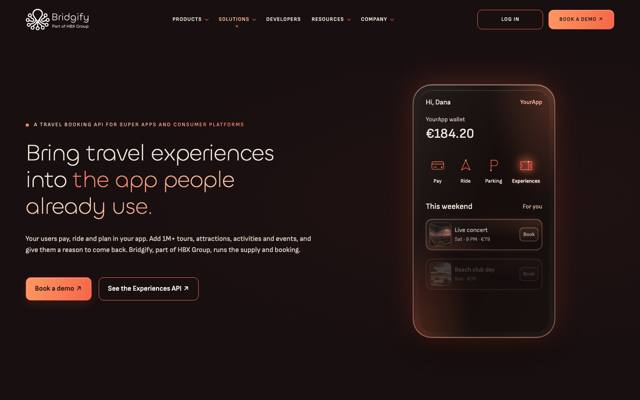 Bridgify
Part of HBX Group
PRODUCTS
SOLUTIONS
DEVELOPERS
RESOURCES
COMPANY
LOG IN
BOOK A DEMO ↗
A TRAVEL BOOKING API FOR SUPER APPS AND CONSUMER PLATFORMS
Bring travel experiences
into the app people
already use.
Your users pay, ride and plan in your app. Add 1M+ tours, attractions, activities and events, and
give them a reason to come back. Bridgify, part of HBX Group, runs the supply and booking.
Book a demo ↗
See the Experiences API ↗
Hi, Dana
YourApp
YourApp wallet
€184.20
Pay
Ride
Parking
Experiences
This weekend
For you
Live concert
Sat · 9 PM · €79
Book
Beach club day
Book